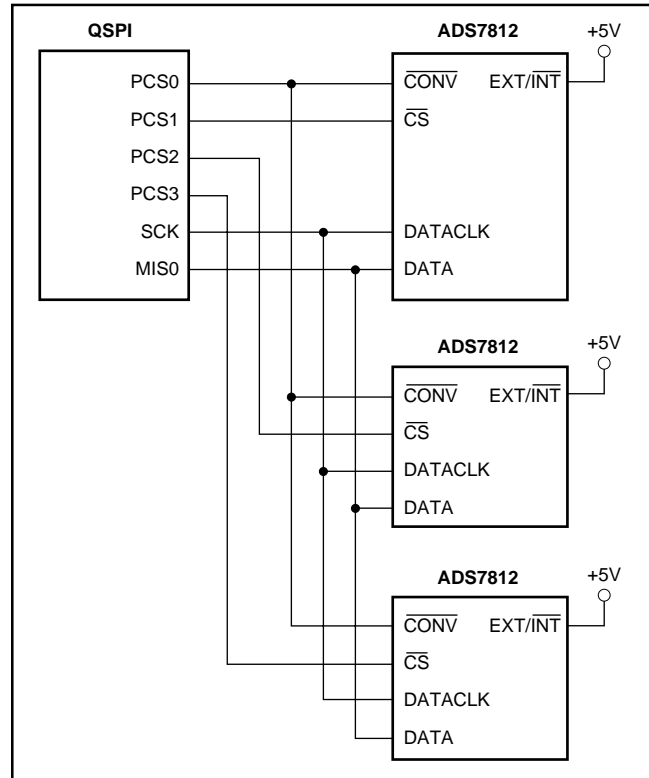 QSPI
PCS0
PCS1
PCS2
PCS3
SCK
MIS0
ADS7812
+5V
CONV EXT/INT
CS
DATACLK
DATA
ADS7812
+5V
CONV EXT/INT
CS
DATACLK
DATA
ADS7812
+5V
CONV EXT/INT
CS
DATACLK
DATA